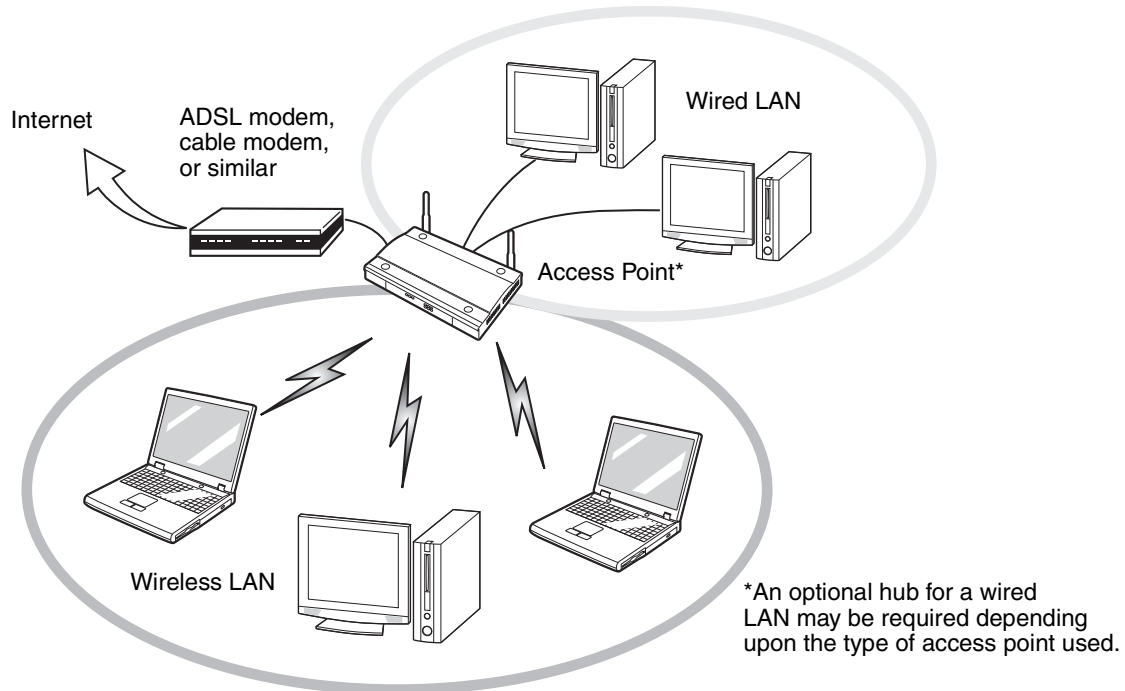 Internet
ADSL modem,
cable modem,
or similar
Wired LAN
Access Point*
Wireless LAN
*An optional hub for a wired
LAN may be required depending
upon the type of access point used.